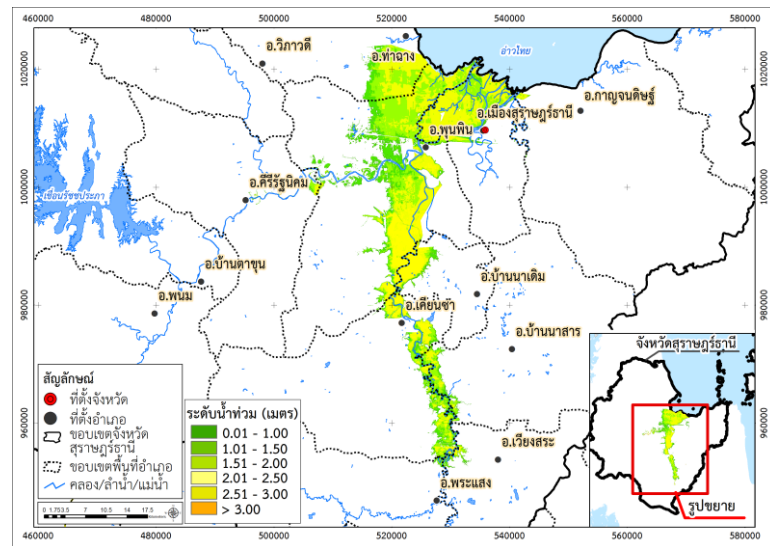 460000 480000 500000 520000 540000 560000 580000
1020000 1020000
อ.วิภาวดี
อ.ท่าฉาง
อ่าวไทย
อ.กาญจนดิษฐ์
อ.เมืองสุราษฎร์ธานี
อ.พุนพิน
1000000 1000000
เขื่อนรัชชประภา
อ.คีรีรัฐนิคม
อ.บ้านตาขุน
อ.พนม
อ.บ้านนาเดิม
980000 980000
อ.เคียนซา
อ.บ้านนาสาร
อ.เวียงสระ
อ.พระแสง
960000 960000
สัญลักษณ์
ที่ตั้งจังหวัด
ที่ตั้งอำเภอ
ขอบเขตจังหวัด
สุราษฎร์ธานี
ขอบเขตพื้นที่อำเภอ
คลอง/ลำน้ำ/แม่น้ำ
0 1.75 3.5 7 10.5 14 17.5
ระดับน้ำท่วม (เมตร)
0.01 - 1.00
1.01 - 1.50
1.51 - 2.00
2.01 - 2.50
2.51 - 3.00
> 3.00
จังหวัดสุราษฎร์ธานี
รูปขยาย
460000 480000 500000 520000 540000 560000 580000